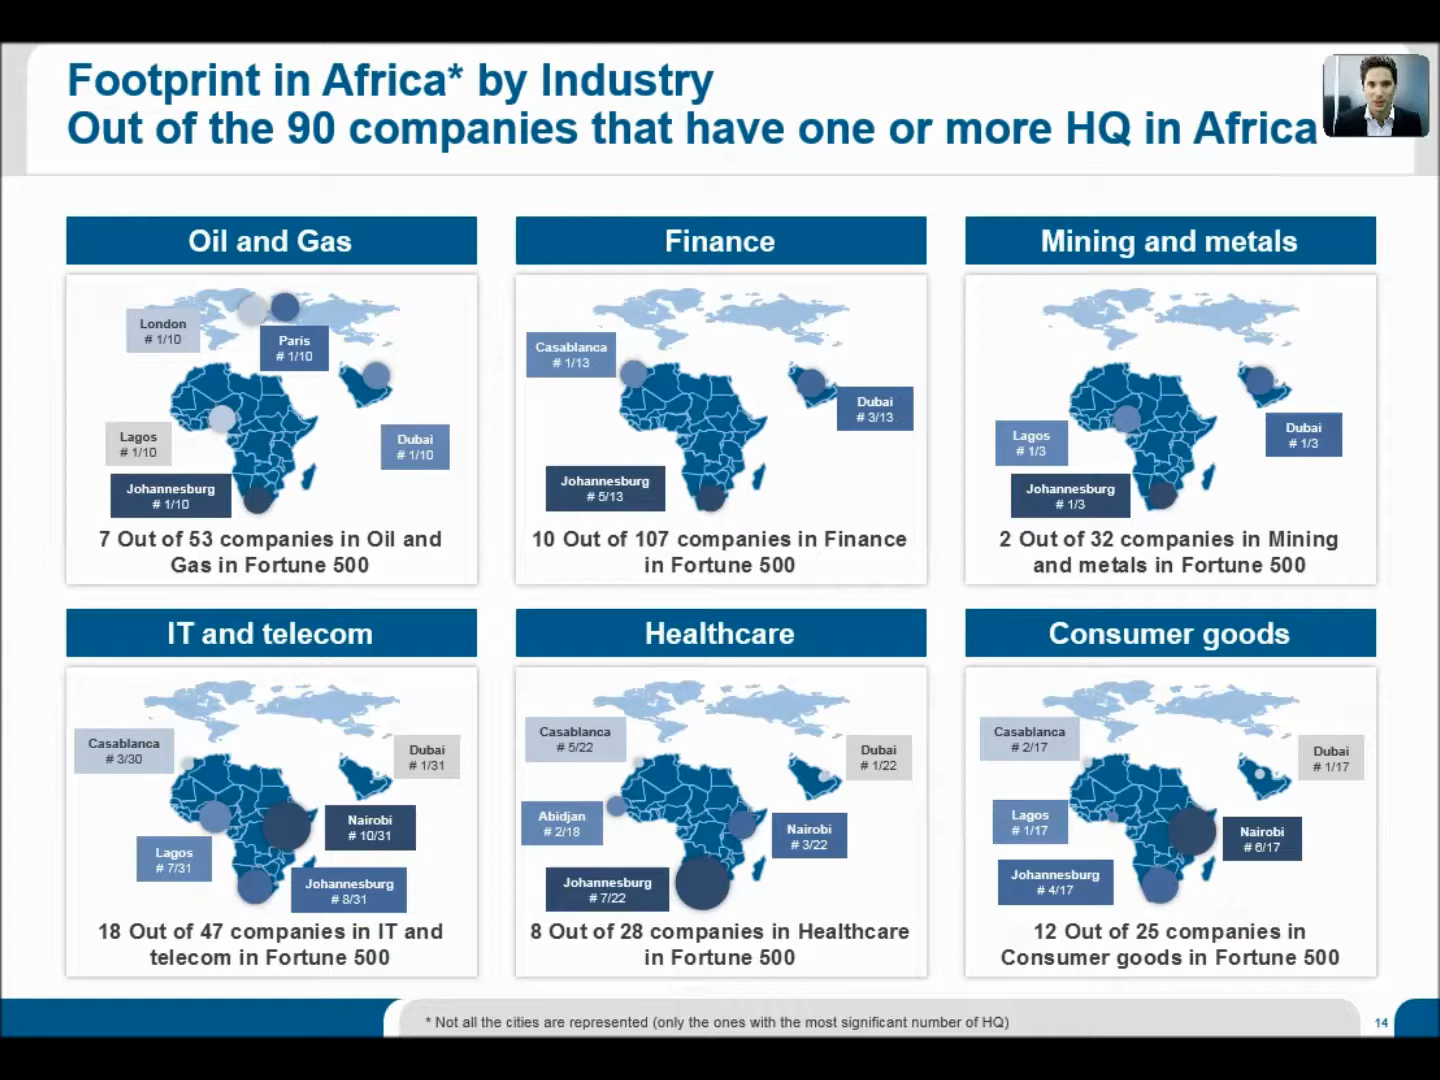 Footprint in Africa* by Industry
Out of the 90 companies that have one or more HQ in Africa
Oil and Gas
London
# 1/10
Paris
# 1/10
Lagos
# 1/10
Dubai
# 1/10
Johannesburg
# 1/10
7 Out of 53 companies in Oil and
Gas in Fortune 500
Finance
Casablanca
# 1/13
Dubai
# 3/13
Johannesburg
# 5/13
10 Out of 107 companies in Finance
in Fortune 500
Mining and metals
Lagos
# 1/3
Dubai
# 1/3
Johannesburg
# 1/3
2 Out of 32 companies in Mining
and metals in Fortune 500
IT and telecom
Casablanca
# 3/30
Dubai
# 1/31
Nairobi
# 10/31
Lagos
# 7/31
Johannesburg
# 8/31
18 Out of 47 companies in IT and
telecom in Fortune 500
Healthcare
Casablanca
# 5/22
Dubai
# 1/22
Abidjan
# 2/18
Nairobi
# 3/22
Johannesburg
# 7/22
8 Out of 28 companies in Healthcare
in Fortune 500
Consumer goods
Casablanca
# 2/17
Dubai
# 1/17
Lagos
# 1/17
Nairobi
# 6/17
Johannesburg
# 4/17
12 Out of 25 companies in
Consumer goods in Fortune 500
* Not all the cities are represented (only the ones with the most significant number of HQ)
14